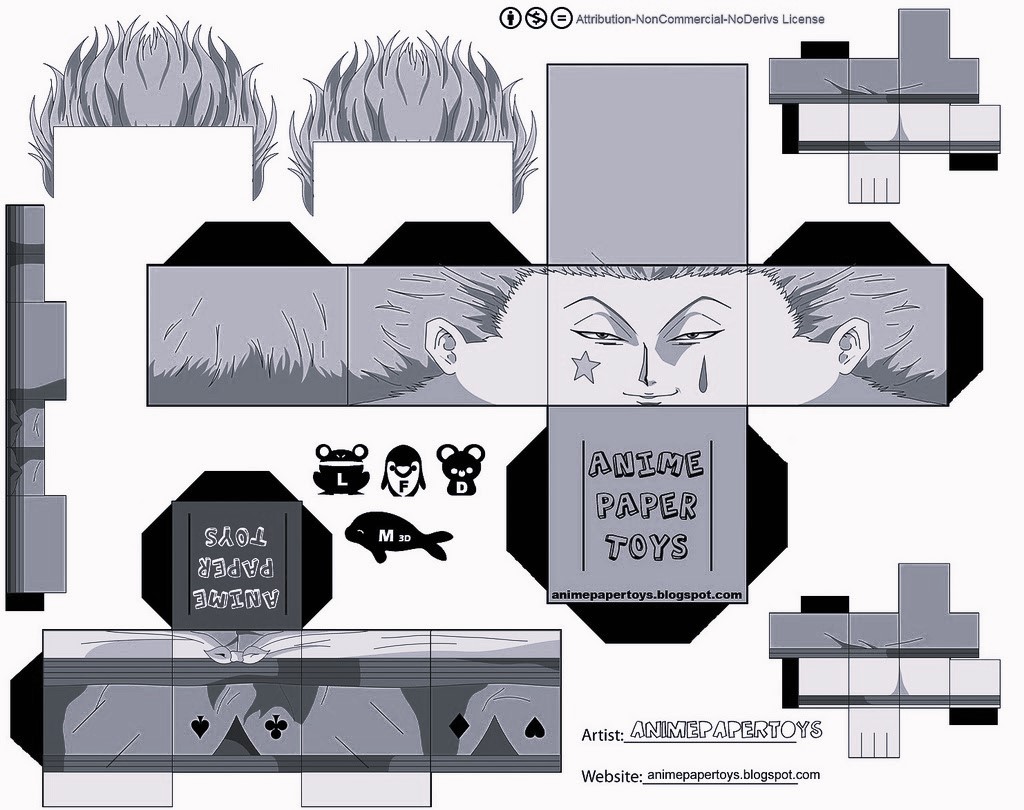 Attribution-NonCommercial-NoDerivs License
ANIME
PAPER
TOYS
animepapertoys.blogspot.com
L
F
D
M 3D
ANIME
PAPER
TOYS
Artist: ANIMEPAPERTOYS
Website: animepapertoys.blogspot.com